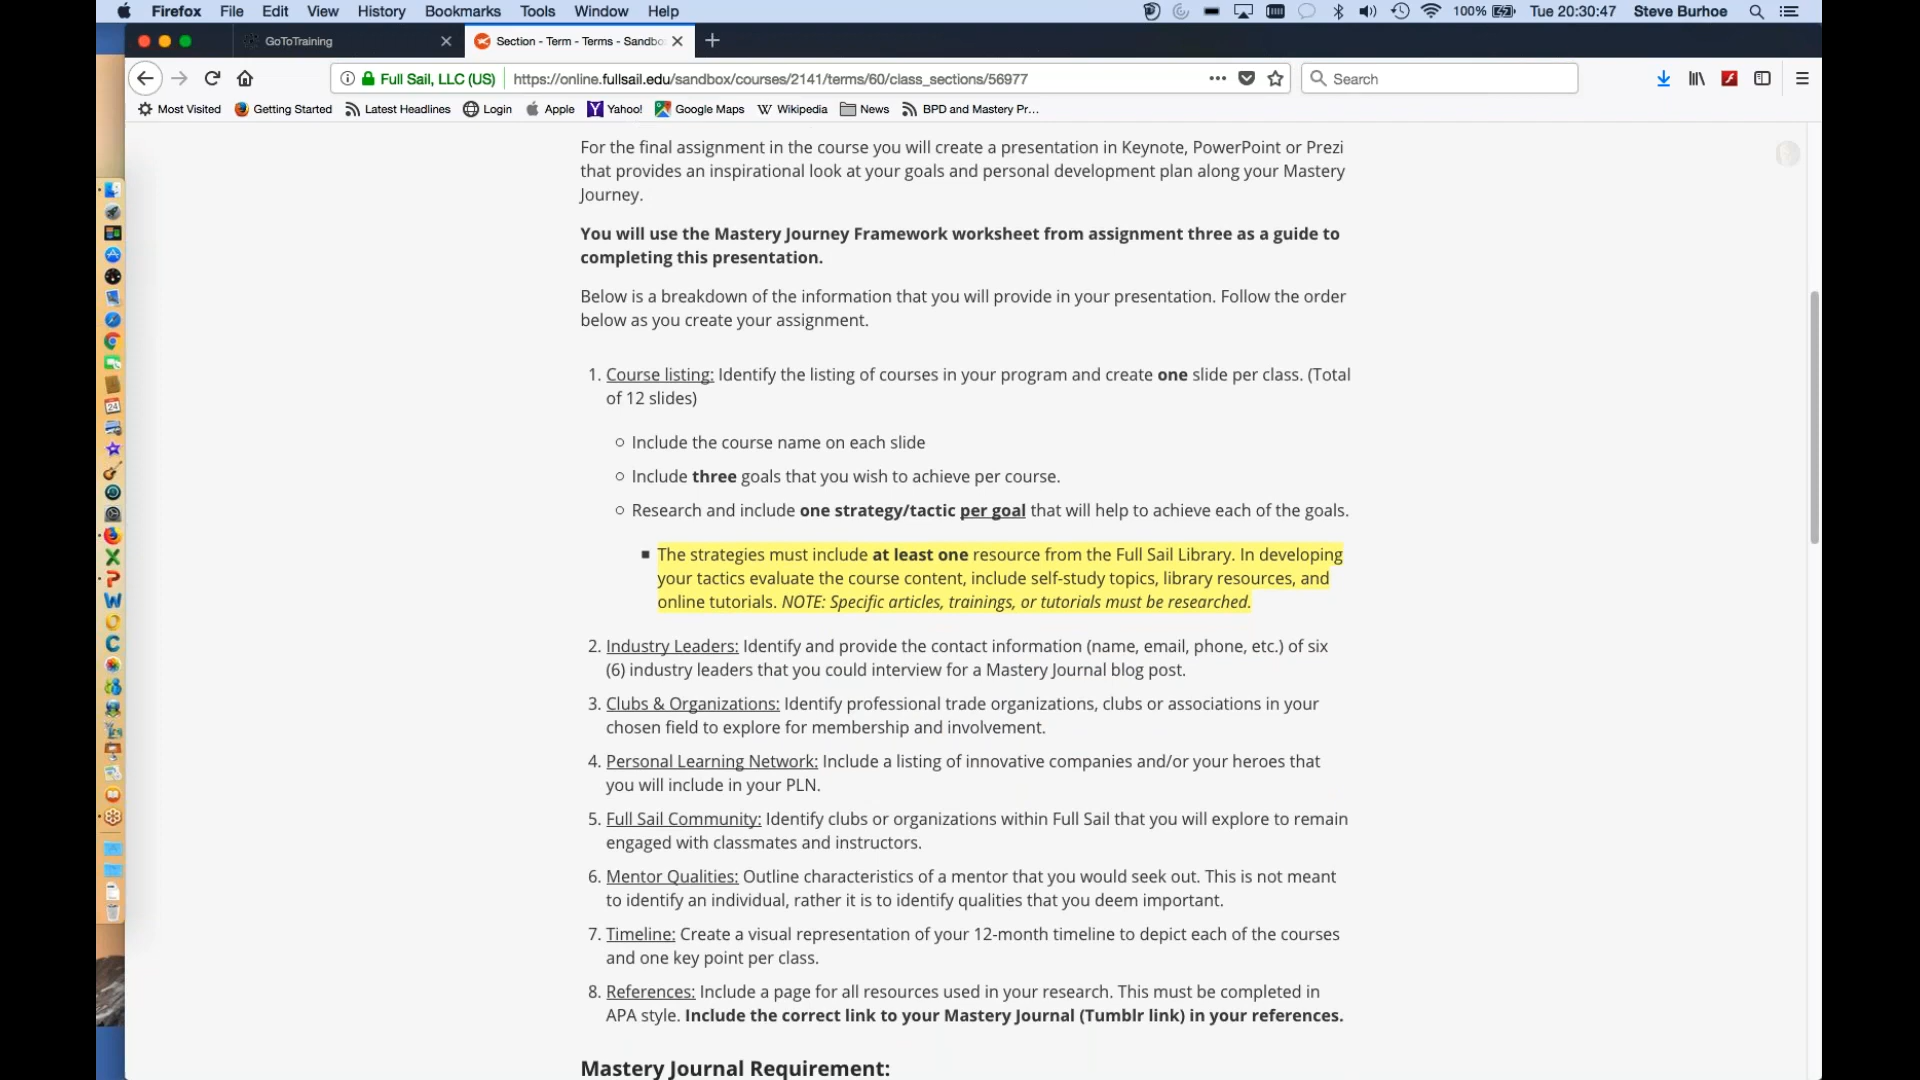 Firefox File Edit View History Bookmarks Tools Window Help 100% Tue 20:30:47 Steve Burhoe
GoToTraining Section - Term - Terms - Sandbo
Full Sail, LLC (US) https://online.fullsail.edu/sandbox/courses/2141/terms/60/class_sections/56977 Search
Most Visited Getting Started Latest Headlines Login Apple Yahoo! Google Maps Wikipedia News BPD and Mastery Pr...
For the final assignment in the course you will create a presentation in Keynote, PowerPoint or Prezi
that provides an inspirational look at your goals and personal development plan along your Mastery
Journey.
You will use the Mastery Journey Framework worksheet from assignment three as a guide to
completing this presentation.
Below is a breakdown of the information that you will provide in your presentation. Follow the order
below as you create your assignment.
1. Course listing: Identify the listing of courses in your program and create one slide per class. (Total
of 12 slides)
Include the course name on each slide
Include three goals that you wish to achieve per course.
Research and include one strategy/tactic per goal that will help to achieve each of the goals.
The strategies must include at least one resource from the Full Sail Library. In developing
your tactics evaluate the course content, include self-study topics, library resources, and
online tutorials. NOTE: Specific articles, trainings, or tutorials must be researched.
2. Industry Leaders: Identify and provide the contact information (name, email, phone, etc.) of six
(6) industry leaders that you could interview for a Mastery Journal blog post.
3. Clubs & Organizations: Identify professional trade organizations, clubs or associations in your
chosen field to explore for membership and involvement.
4. Personal Learning Network: Include a listing of innovative companies and/or your heroes that
you will include in your PLN.
5. Full Sail Community: Identify clubs or organizations within Full Sail that you will explore to remain
engaged with classmates and instructors.
6. Mentor Qualities: Outline characteristics of a mentor that you would seek out. This is not meant
to identify an individual, rather it is to identify qualities that you deem important.
7. Timeline: Create a visual representation of your 12-month timeline to depict each of the courses
and one key point per class.
8. References: Include a page for all resources used in your research. This must be completed in
APA style. Include the correct link to your Mastery Journal (Tumblr link) in your references.
Mastery Journal Requirement: